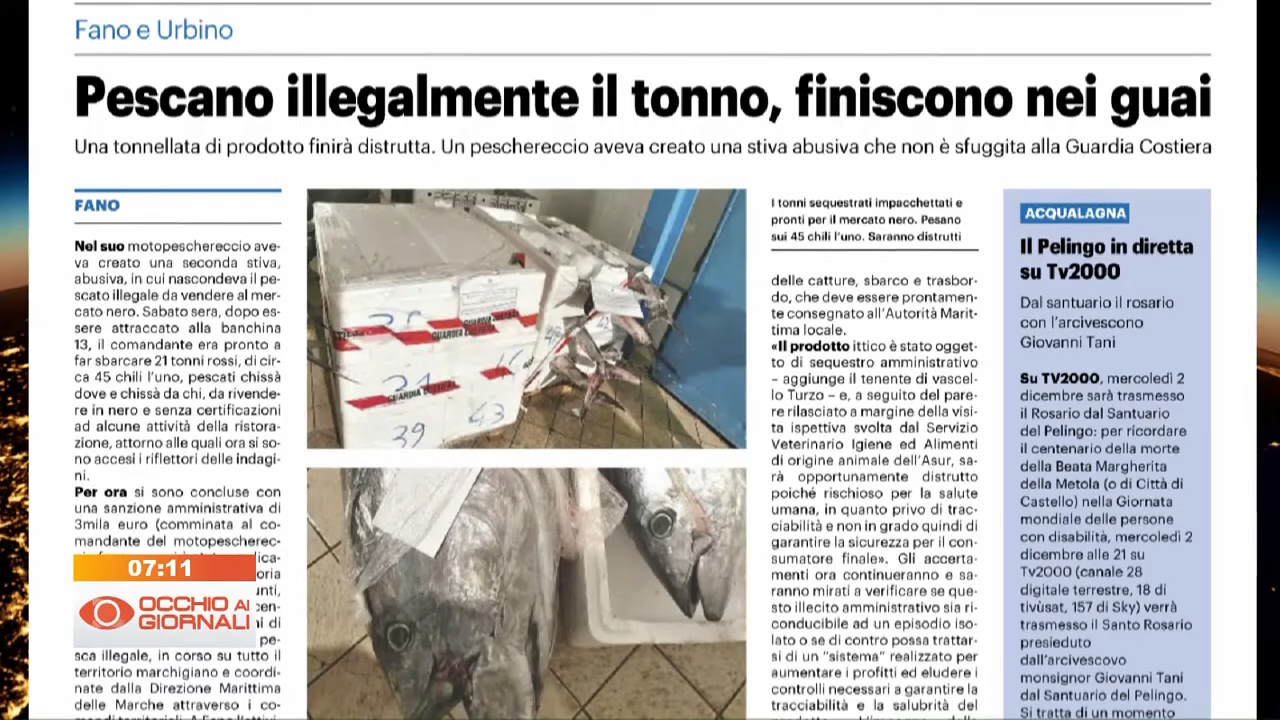 Fano e Urbino
Pescano illegalmente il tonno, finiscono nei guai
Una tonnellata di prodotto finirà distrutta. Un peschereccio aveva creato una stiva abusiva che non è sfuggita alla Guardia Costiera
FANO
Nel suo motopeschereccio ave-
va creato una seconda stiva,
abusiva, in cui nascondeva il pe-
scato illegale da vendere al mer-
cato nero. Sabato sera, dopo es-
sere attraccato alla banchina
13, il comandante era pronto a
far sbarcare 21 tonni rossi, di cir-
ca 45 chili l'uno, pescati chissà
dove e chissà da chi, da rivende-
re in nero e senza certificazioni
ad alcune attività della ristora-
zione, attorno alle quali ora si so-
no accesi i riflettori delle indagi-
ni.
Per ora si sono concluse con
una sanzione amministrativa di
3mila euro (comminata al co-
mandante del motopescherec-
07:11
OCCHIO AI
GIORNALI
sca illegale, in corso su tutto il
territorio marchigiano e coordi-
nate dalla Direzione Marittima
delle Marche attraverso i co-
GUARDIA COSTIERA
GUARDIA COSTIERA
39
43
I tonni sequestrati impacchettati e
pronti per il mercato nero. Pesano
sui 45 chili l'uno. Saranno distrutti
delle catture, sbarco e trasbor-
do, che deve essere prontamen-
te consegnato all'Autorità Marit-
tima locale.
«Il prodotto ittico è stato ogget-
to di sequestro amministrativo
– aggiunge il tenente di vascel-
lo Turzo – e, a seguito del pare-
re rilasciato a margine della visi-
ta ispettiva svolta dal Servizio
Veterinario Igiene ed Alimenti
di origine animale dell'Asur, sa-
rà opportunamente distrutto
poiché rischioso per la salute
umana, in quanto privo di trac-
ciabilità e non in grado quindi di
garantire la sicurezza per il con-
sumatore finale». Gli accerta-
menti ora continueranno e sa-
ranno mirati a verificare se que-
sto illecito amministrativo sia ri-
conducibile ad un episodio iso-
lato o se di contro possa trattar-
si di un "sistema" realizzato per
aumentare i profitti ed eludere i
controlli necessari a garantire la
tracciabilità e la salubrità del
ACQUALAGNA
Il Pelingo in diretta
su Tv2000
Dal santuario il rosario
con l'arcivescono
Giovanni Tani
Su TV2000, mercoledì 2
dicembre sarà trasmesso
il Rosario dal Santuario
del Pelingo: per ricordare
il centenario della morte
della Beata Margherita
della Metola (o di Città di
Castello) nella Giornata
mondiale delle persone
con disabilità, mercoledì 2
dicembre alle 21 su
Tv2000 (canale 28
digitale terrestre, 18 di
tivùsat, 157 di Sky) verrà
trasmesso il Santo Rosario
presieduto
dall'arcivescovo
monsignor Giovanni Tani
dal Santuario del Pelingo.
Si tratta di un momento